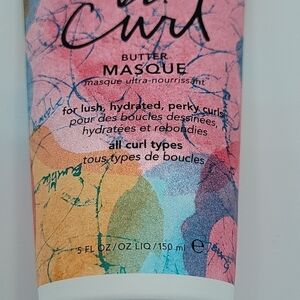 Curl
BUTTER
MASQUE
masque ultra-nourrissant
for lush, hydrated, perky curls
pour des boucles dessinées,
hydratées et rebondies
all curl types
tous types de boucles
5 FL OZ/OZ LIQ/150 ml e